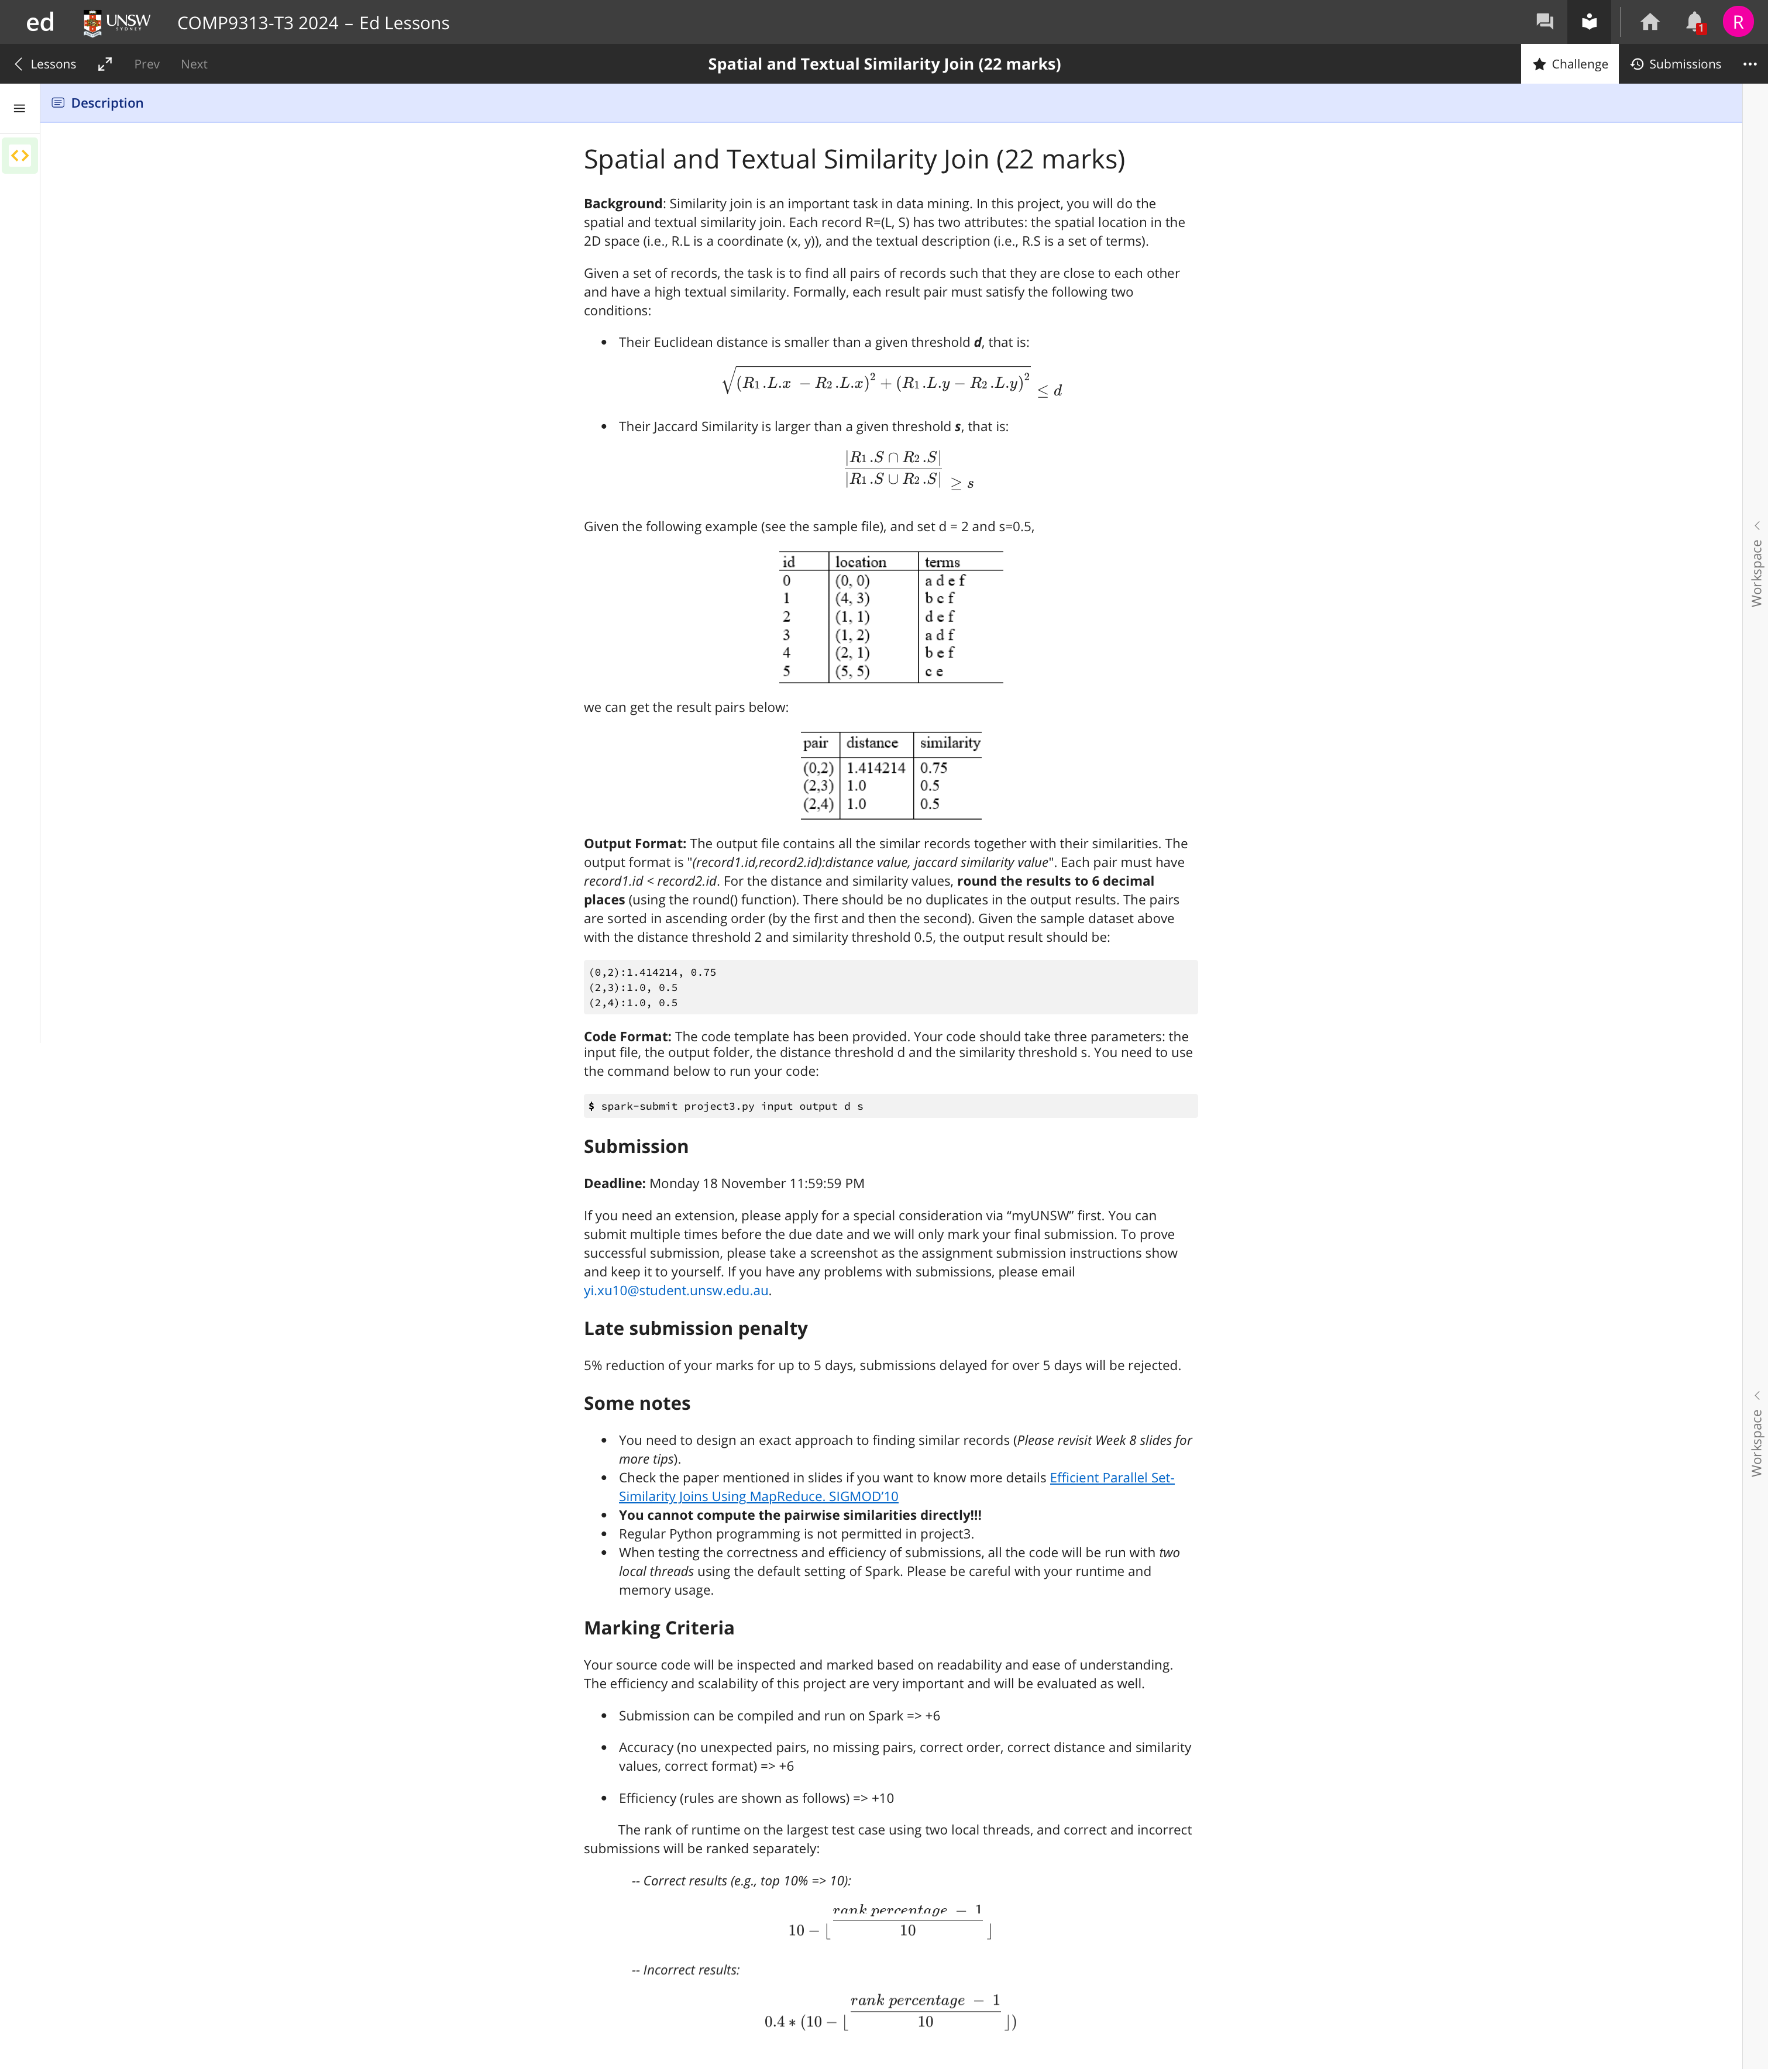 ed UNSW SYDNEY COMP9313-T3 2024 – Ed Lessons 1 R
Lessons Prev Next Spatial and Textual Similarity Join (22 marks) Challenge Submissions
Description
Spatial and Textual Similarity Join (22 marks)
Background: Similarity join is an important task in data mining. In this project, you will do the
spatial and textual similarity join. Each record R=(L, S) has two attributes: the spatial location in the
2D space (i.e., R.L is a coordinate (x, y)), and the textual description (i.e., R.S is a set of terms).
Given a set of records, the task is to find all pairs of records such that they are close to each other
and have a high textual similarity. Formally, each result pair must satisfy the following two
conditions:
• Their Euclidean distance is smaller than a given threshold d, that is:
√(R1.L.x − R2.L.x)² + (R1.L.y − R2.L.y)² ≤ d
• Their Jaccard Similarity is larger than a given threshold s, that is:
|R1.S ∩ R2.S|
|R1.S ∪ R2.S| ≥ s
Given the following example (see the sample file), and set d = 2 and s=0.5,
id location terms
0 (0, 0) a d e f
1 (4, 3) b c f
2 (1, 1) d e f
3 (1, 2) a d f
4 (2, 1) b e f
5 (5, 5) c e
we can get the result pairs below:
pair distance similarity
(0,2) 1.414214 0.75
(2,3) 1.0 0.5
(2,4) 1.0 0.5
Output Format: The output file contains all the similar records together with their similarities. The
output format is "(record1.id,record2.id):distance value, jaccard similarity value". Each pair must have
record1.id < record2.id. For the distance and similarity values, round the results to 6 decimal
places (using the round() function). There should be no duplicates in the output results. The pairs
are sorted in ascending order (by the first and then the second). Given the sample dataset above
with the distance threshold 2 and similarity threshold 0.5, the output result should be:
(0,2):1.414214, 0.75
(2,3):1.0, 0.5
(2,4):1.0, 0.5
Code Format: The code template has been provided. Your code should take three parameters: the
input file, the output folder, the distance threshold d and the similarity threshold s. You need to use
the command below to run your code:
$ spark-submit project3.py input output d s
Submission
Deadline: Monday 18 November 11:59:59 PM
If you need an extension, please apply for a special consideration via “myUNSW” first. You can
submit multiple times before the due date and we will only mark your final submission. To prove
successful submission, please take a screenshot as the assignment submission instructions show
and keep it to yourself. If you have any problems with submissions, please email
yi.xu10@student.unsw.edu.au.
Late submission penalty
5% reduction of your marks for up to 5 days, submissions delayed for over 5 days will be rejected.
Some notes
• You need to design an exact approach to finding similar records (Please revisit Week 8 slides for
more tips).
• Check the paper mentioned in slides if you want to know more details Efficient Parallel Set-
Similarity Joins Using MapReduce. SIGMOD'10
• You cannot compute the pairwise similarities directly!!!
• Regular Python programming is not permitted in project3.
• When testing the correctness and efficiency of submissions, all the code will be run with two
local threads using the default setting of Spark. Please be careful with your runtime and
memory usage.
Marking Criteria
Your source code will be inspected and marked based on readability and ease of understanding.
The efficiency and scalability of this project are very important and will be evaluated as well.
• Submission can be compiled and run on Spark => +6
• Accuracy (no unexpected pairs, no missing pairs, correct order, correct distance and similarity
values, correct format) => +6
• Efficiency (rules are shown as follows) => +10
The rank of runtime on the largest test case using two local threads, and correct and incorrect
submissions will be ranked separately:
-- Correct results (e.g., top 10% => 10):
rank percentage − 1
10 − ⌊ 10 ⌋
-- Incorrect results:
rank percentage − 1
0.4 ∗ (10 − ⌊ 10 ⌋)
Workspace
Workspace